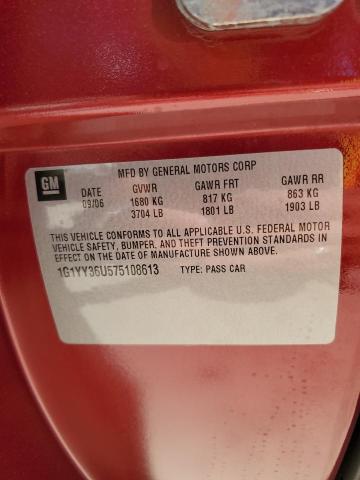 GM
MFD BY GENERAL MOTORS CORP
DATE GVWR GAWR FRT GAWR RR
09/06 1680 KG 817 KG 863 KG
3704 LB 1801 LB 1903 LB
THIS VEHICLE CONFORMS TO ALL APPLICABLE U.S. FEDERAL MOTOR
VEHICLE SAFETY, BUMPER, AND THEFT PREVENTION STANDARDS IN
EFFECT ON THE DATE OF MANUFACTURE SHOWN ABOVE.
1G1YY36U575108613 TYPE: PASS CAR